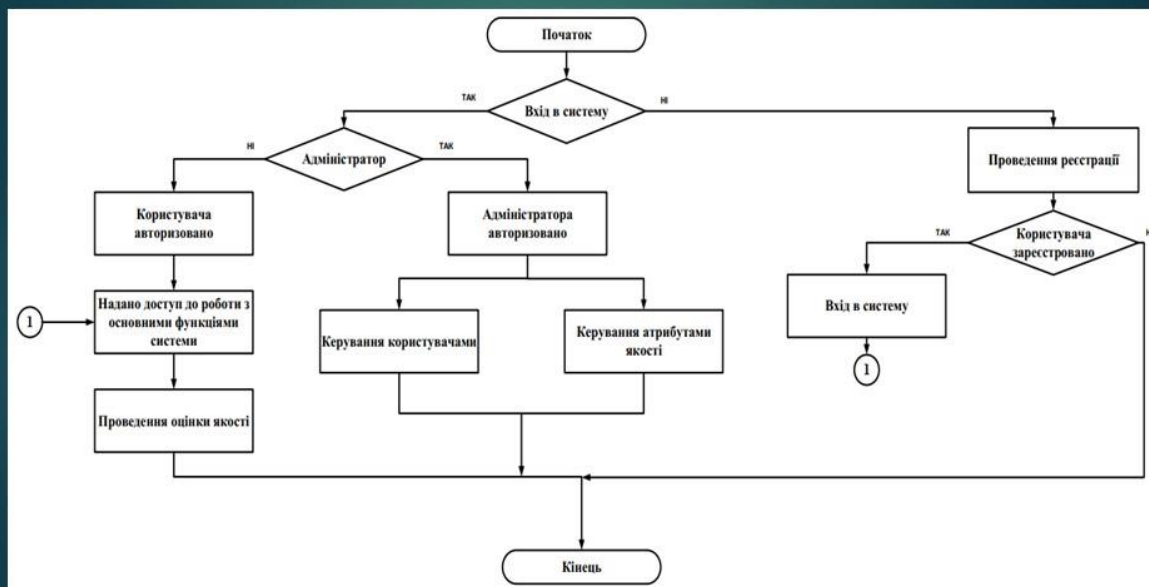 Початок
Вхід в систему
ТАК
НІ
Адміністратор
НІ
ТАК
Проведення реєстрації
Користувача
авторизовано
Адміністратора
авторизовано
Користувача
зареєстровано
ТАК
Надано доступ до роботи з
основними функціями
системи
1
Керування користувачами
Керування атрибутами
якості
Вхід в систему
1
Проведення оцінки якості
Кінець